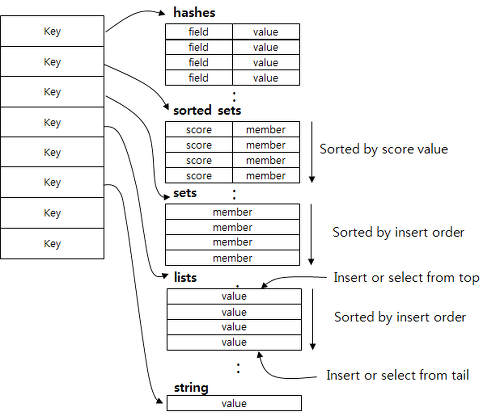 hashes
Key
Key
Key
Key
Key
Key
Key
Key
field value
field value
field value
field value
sorted sets
score member
score member
score member
score member
Sorted by score value
sets
member
member
member
member
Sorted by insert order
lists
Insert or select from top
value
value
value
value
Sorted by insert order
Insert or select from tail
string
value